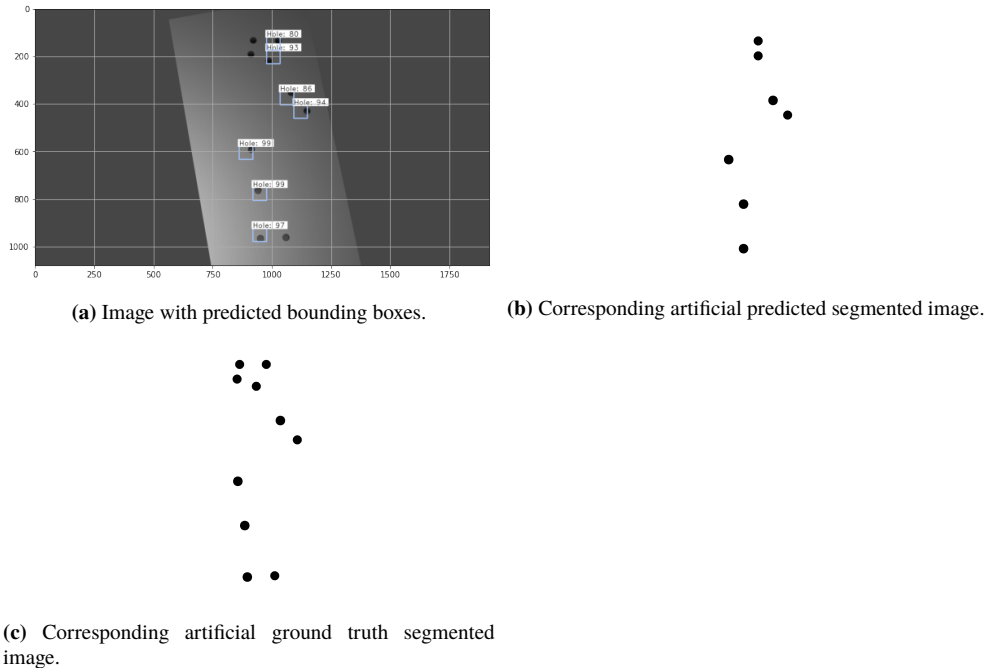 0
200
400
600
800
1000
0 250 500 750 1000 1250 1500 1750
Hole: 80
Hole: 93
Hole: 86
Hole: 94
Hole: 99
Hole: 99
Hole: 97
(a) Image with predicted bounding boxes.
(b) Corresponding artificial predicted segmented image.
(c) Corresponding artificial ground truth segmented
image.